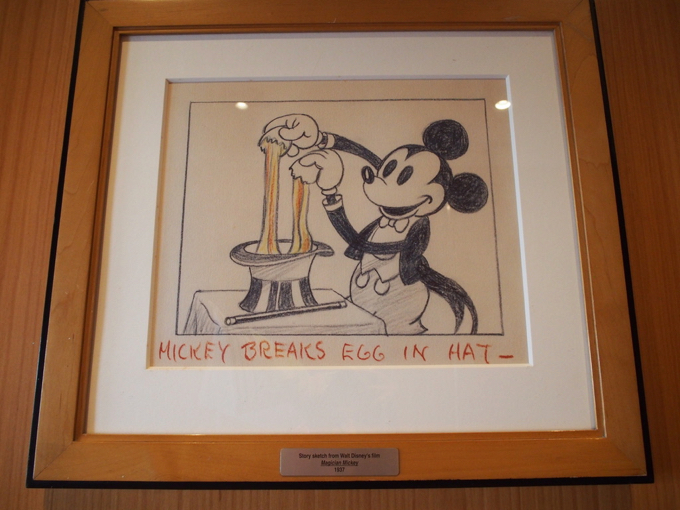 MICKEY BREAKS EGG IN HAT –
Story sketch from Walt Disney's film
Magician Mickey
1937